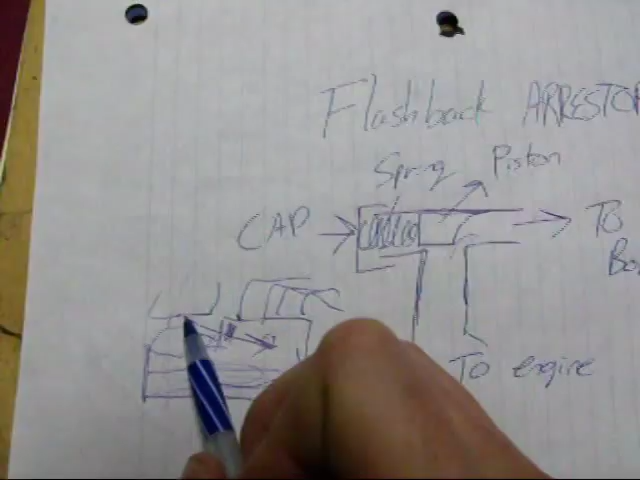 Flashback ARRESTOR
Spring Piston
CAP
TO
To engine